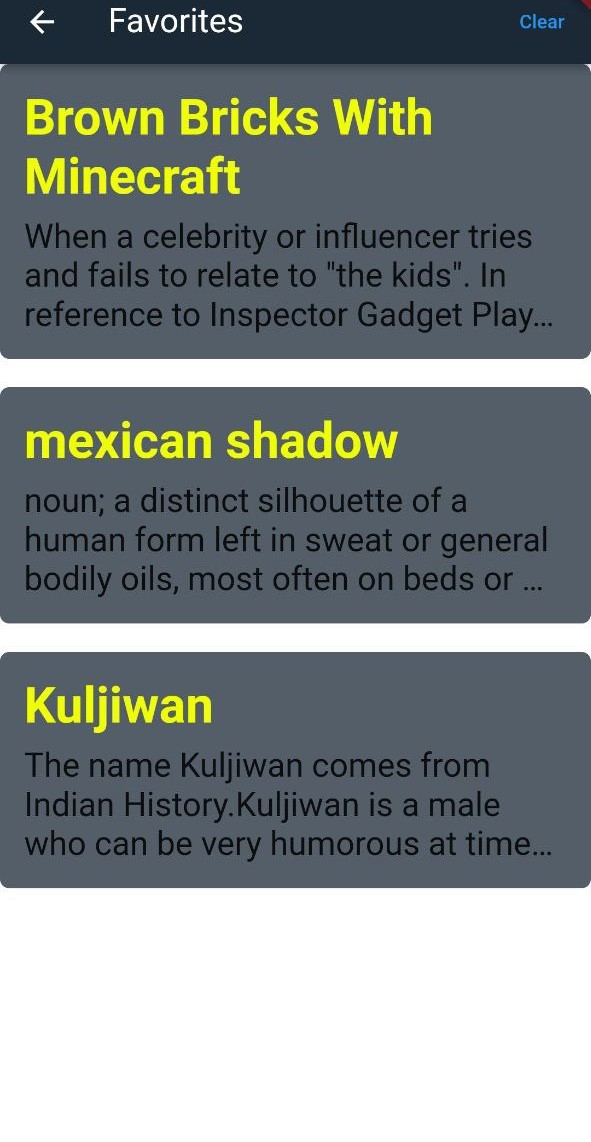 Favorites
Clear
Brown Bricks With
Minecraft
When a celebrity or influencer tries
and fails to relate to "the kids". In
reference to Inspector Gadget Play...
mexican shadow
noun; a distinct silhouette of a
human form left in sweat or general
bodily oils, most often on beds or ...
Kuljiwan
The name Kuljiwan comes from
Indian History.Kuljiwan is a male
who can be very humorous at time...